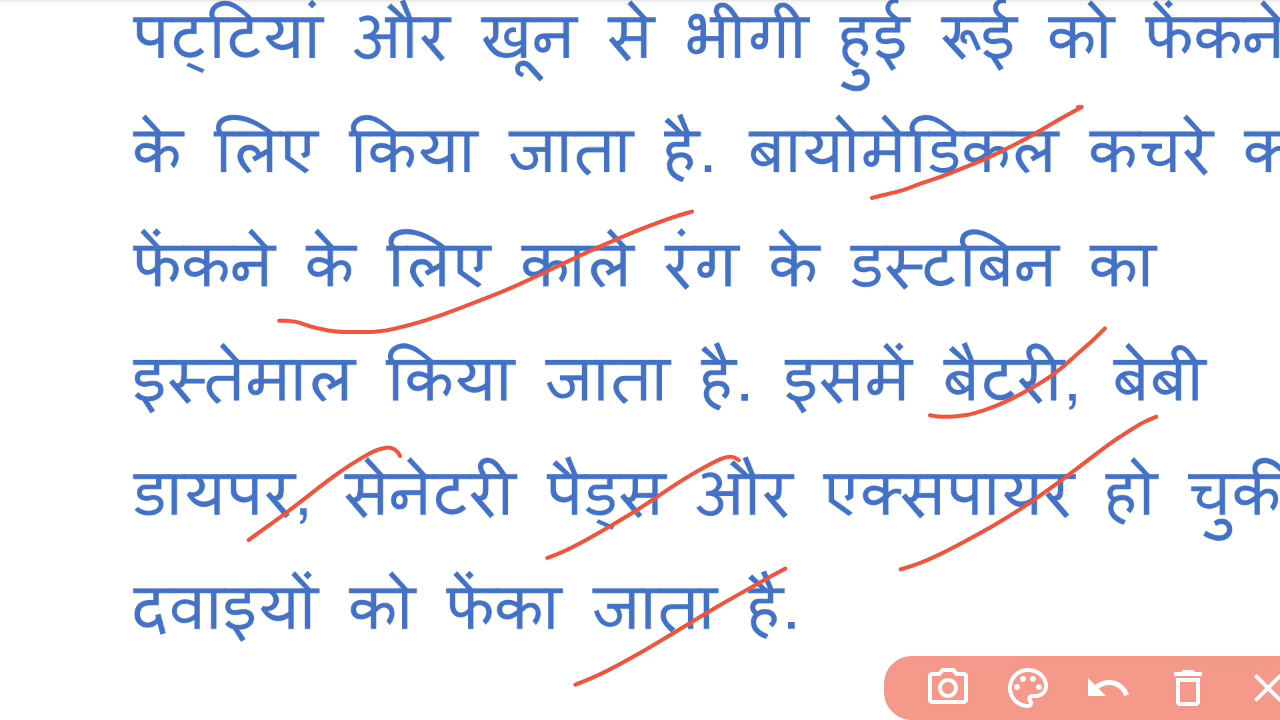 पट्टियां और खून से भीगी हुई रूई को फेंकने
के लिए किया जाता है. बायोमेडिकल कचरे
फेंकने के लिए काले रंग के डस्टबिन का
इस्तेमाल किया जाता है. इसमें बैटरी, बेबी
डायपर, सेनेटरी पैड्स और एक्सपायर हो चुकी
दवाइयों को फेंका जाता है.